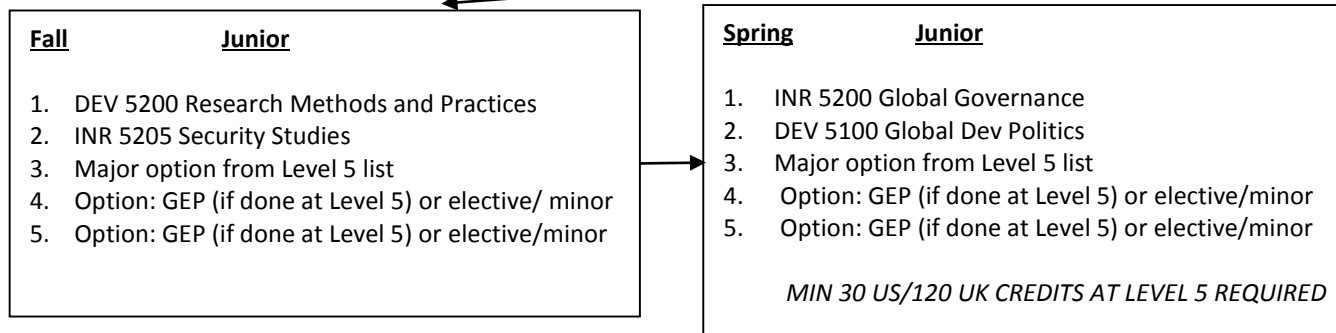 Fall Junior
1. DEV 5200 Research Methods and Practices
2. INR 5205 Security Studies
3. Major option from Level 5 list
4. Option: GEP (if done at Level 5) or elective/ minor
5. Option: GEP (if done at Level 5) or elective/minor
Spring Junior
1. INR 5200 Global Governance
2. DEV 5100 Global Dev Politics
3. Major option from Level 5 list
4. Option: GEP (if done at Level 5) or elective/minor
5. Option: GEP (if done at Level 5) or elective/minor
MIN 30 US/120 UK CREDITS AT LEVEL 5 REQUIRED